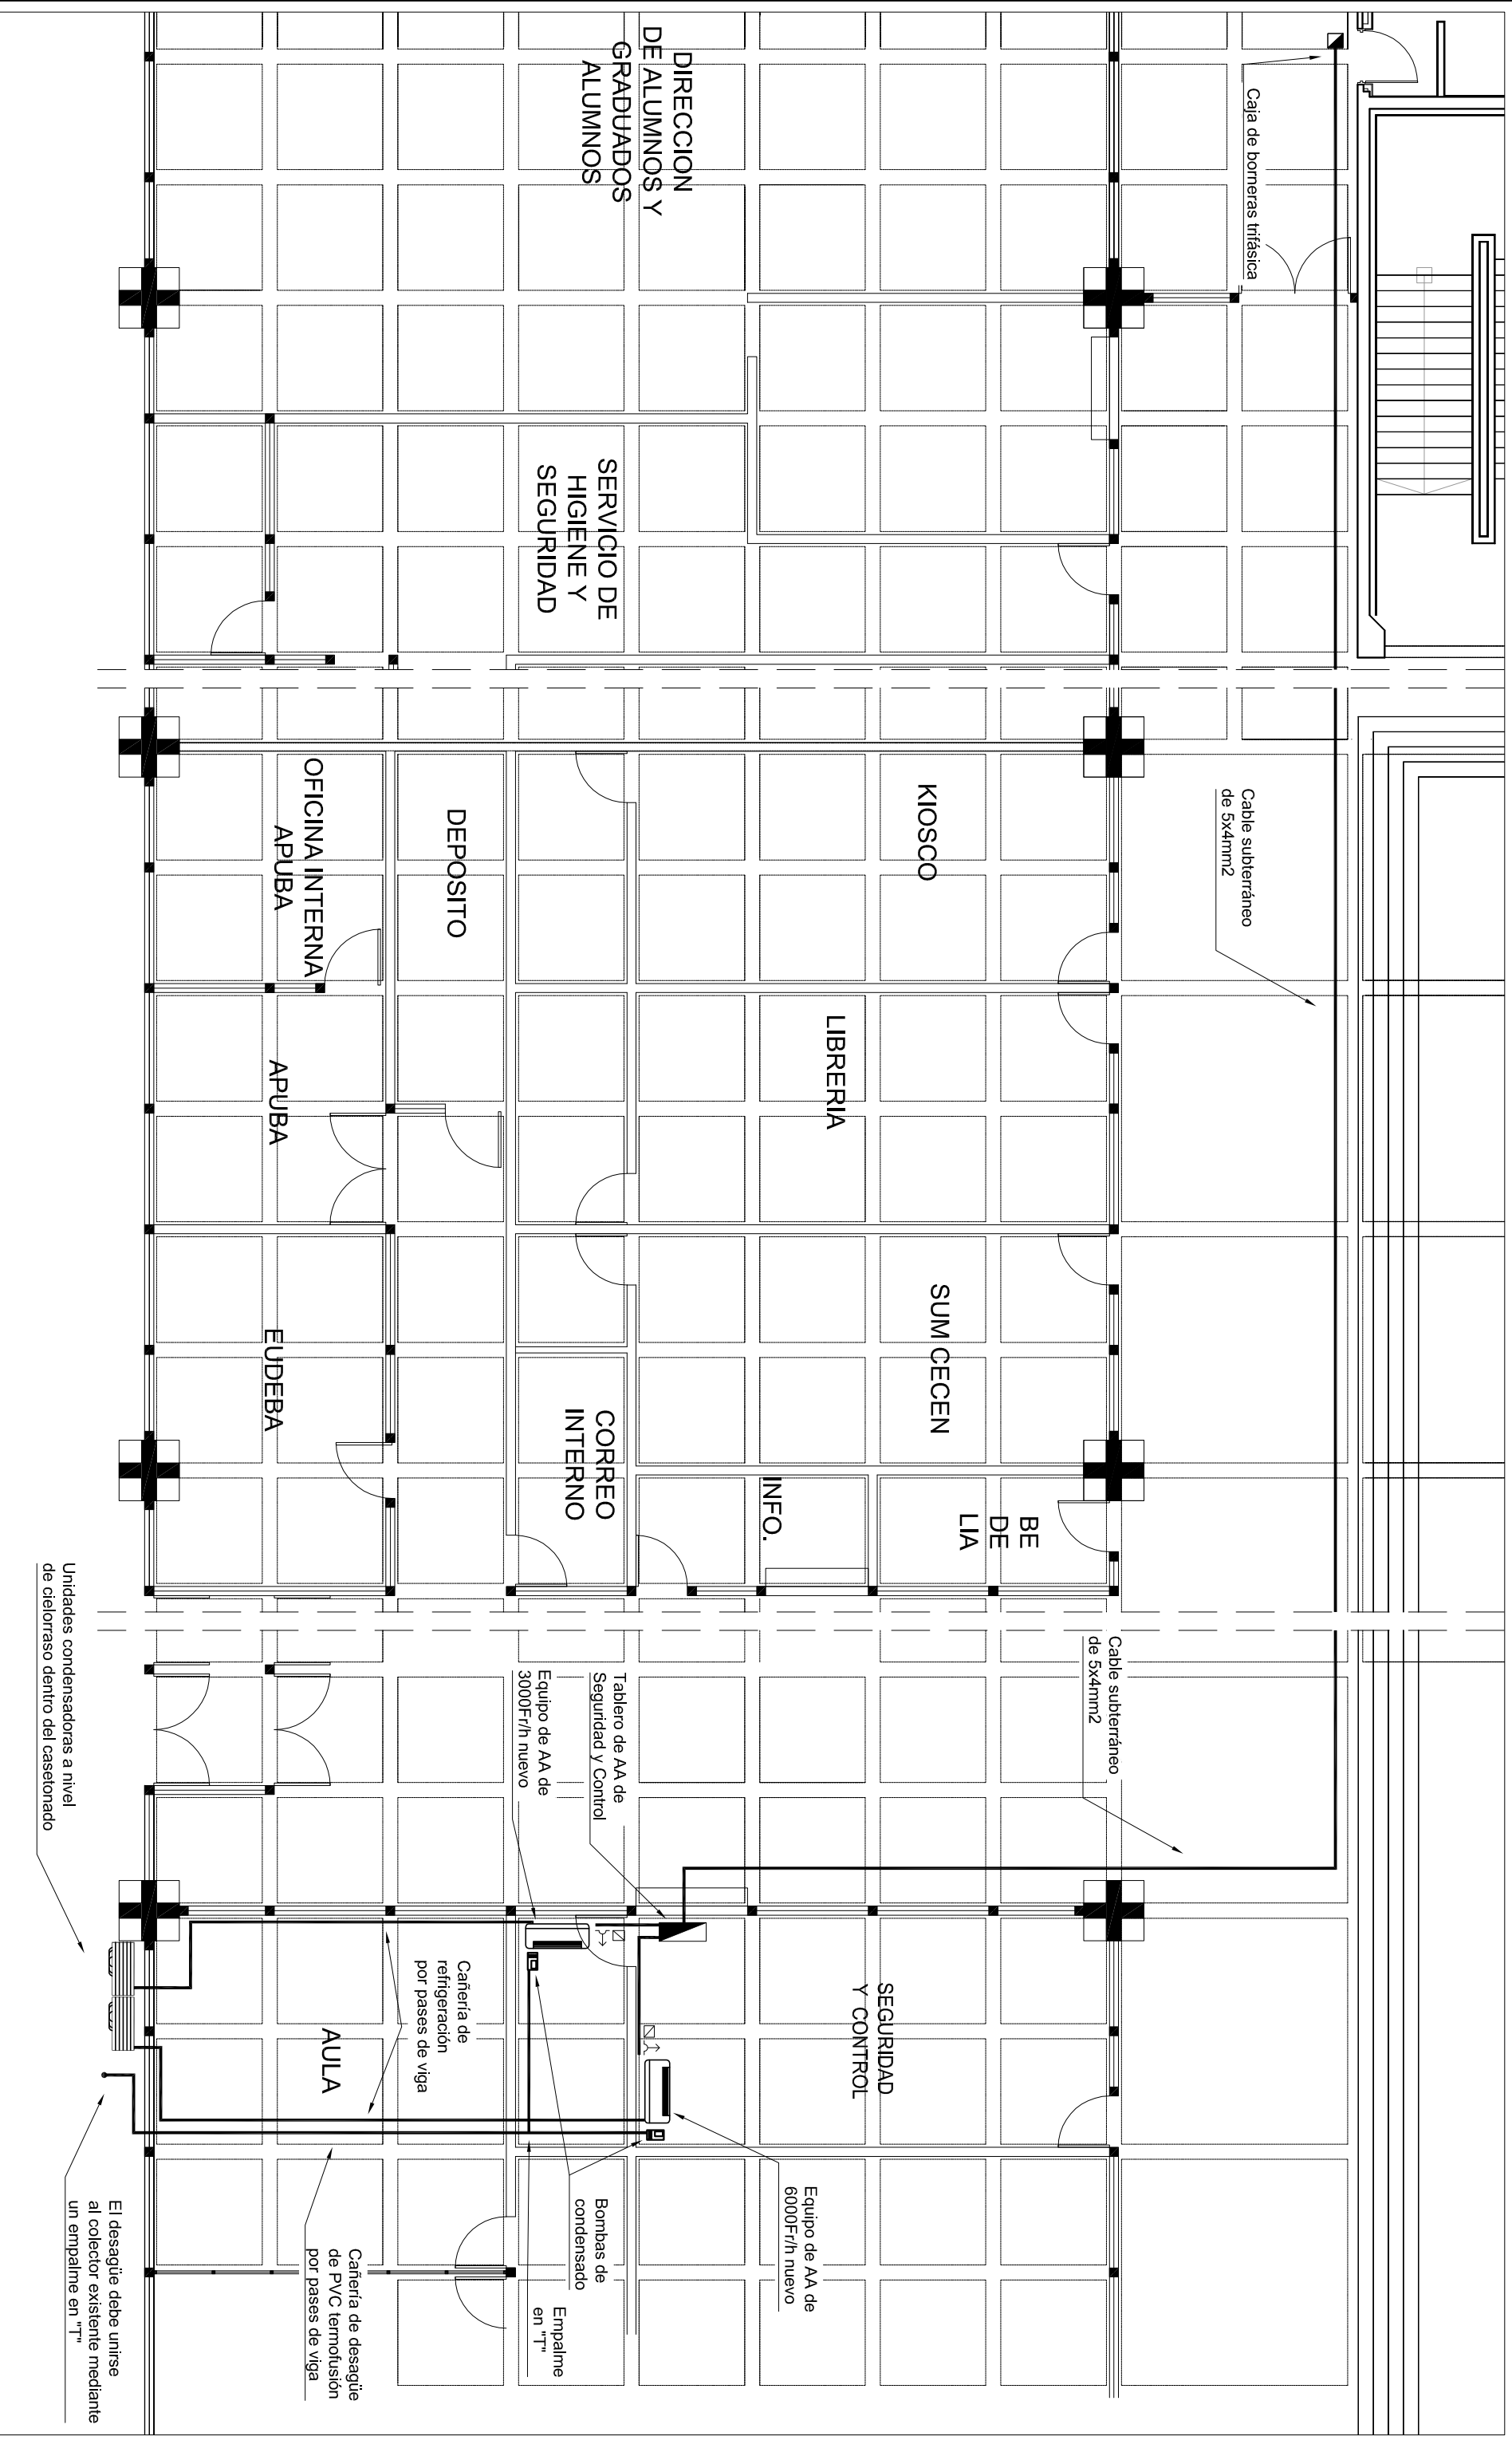 Caja de borneras trifásica
DIRECCION
DE ALUMNOS Y
GRADUADOS
ALUMNOS
SERVICIO DE
HIGIENE Y
SEGURIDAD
Cable subterráneo
de 5x4mm2
KIOSCO
DEPOSITO
OFICINA INTERNA
APUBA
LIBRERIA
APUBA
SUM CECEN
EUDEBA
CORREO
INTERNO
INFO.
BE
DE
LIA
Cable subterráneo
de 5x4mm2
Tablero de AA de
Seguridad y Control
Equipo de AA de
3000Fr/h nuevo
Unidades condensadoras a nivel
de cielorraso dentro del casetonado
SEGURIDAD
Y CONTROL
Cañería de
refrigeración
por pases de viga
AULA
Equipo de AA de
6000Fr/h nuevo
Bombas de
condensado
Empalme
en "T"
Cañería de desagüe
de PVC termofusión
por pases de viga
El desagüe debe unirse
al colector existente mediante
un empalme en "T"